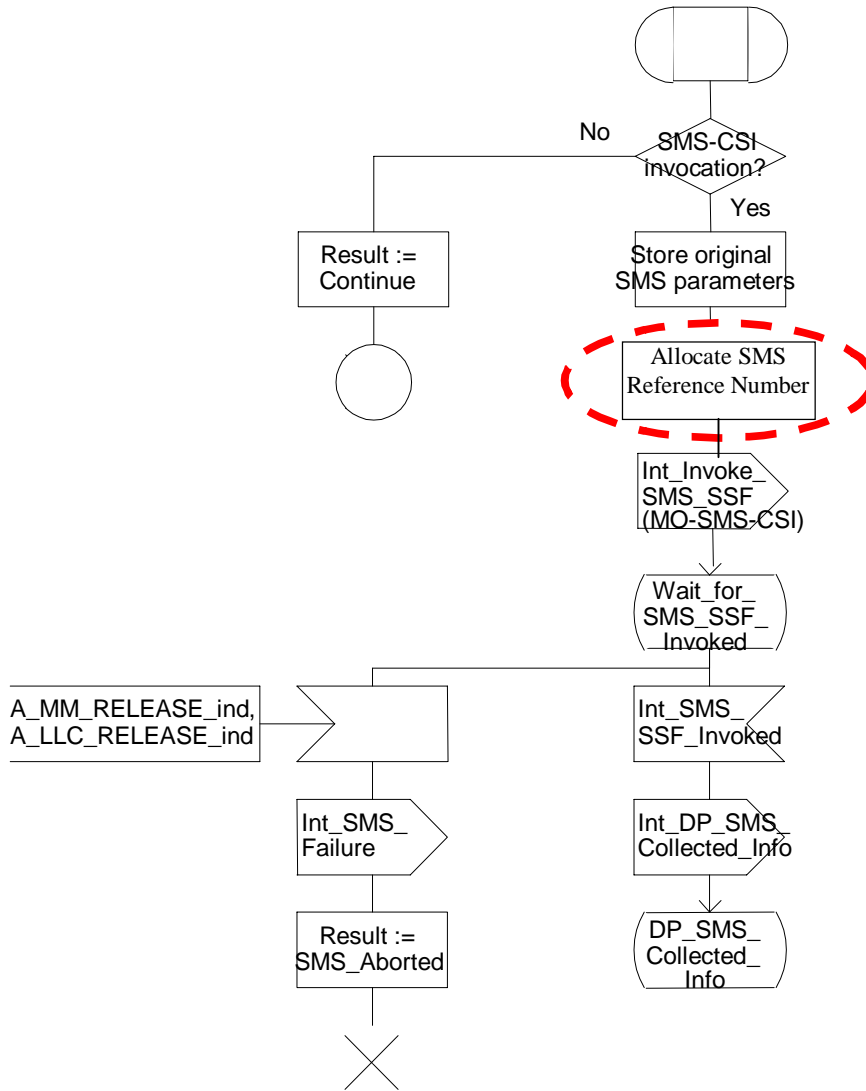 No
SMS-CSI
invocation?
Yes
Result :=
Continue
Store original
SMS parameters
Allocate SMS
Reference Number
Int_Invoke_
SMS_SSF
(MO-SMS-CSI)
Wait_for_
SMS_SSF_
Invoked
A_MM_RELEASE_ind,
A_LLC_RELEASE_ind
Int_SMS_
SSF_Invoked
Int_SMS_
Failure
Int_DP_SMS_
Collected_Info
Result :=
SMS_Aborted
DP_SMS_
Collected_
Info